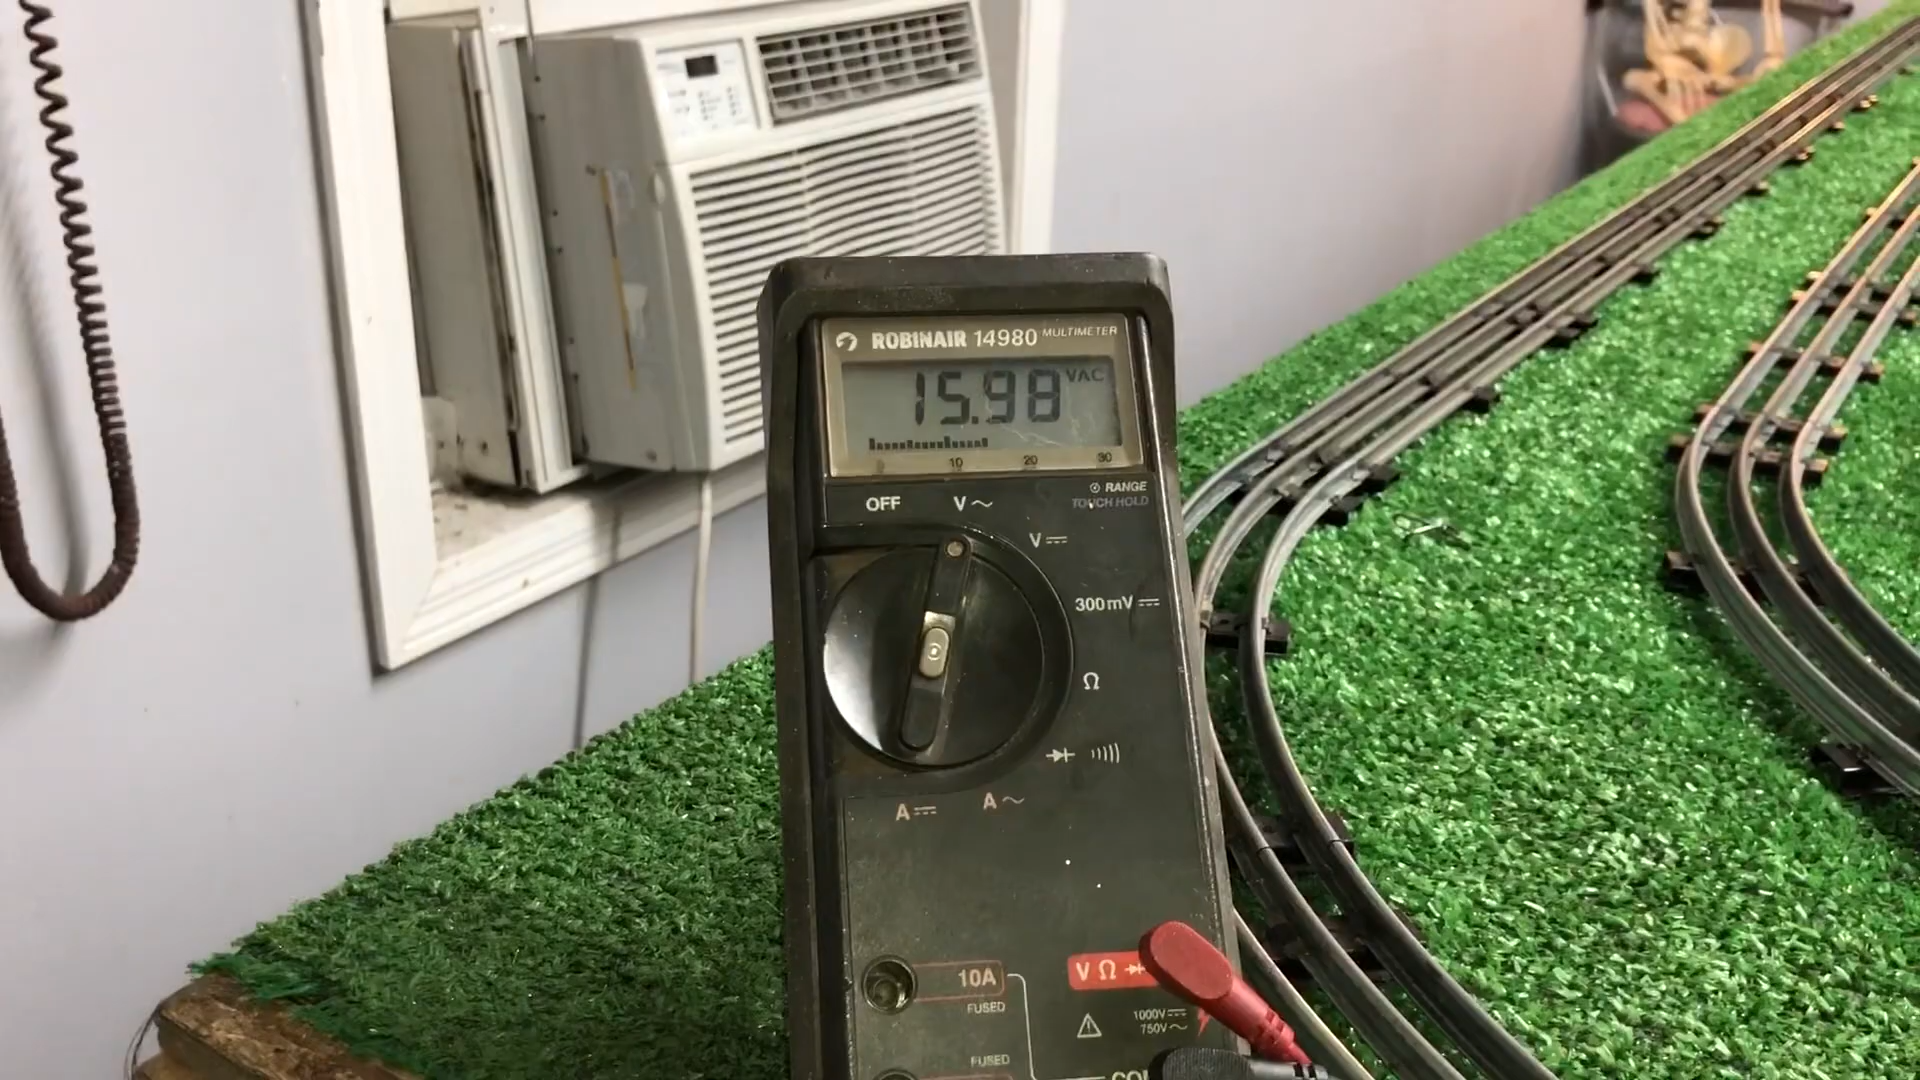 ROBINAIR 14980 MULTIMETER
15.98 VAC
0 10 20 30
RANGE
OFF V~ TOUCH HOLD
V⎓
300mV⎓
Ω
A⎓ A~
10A VΩ
FUSED
1000V⎓
750V~
FUSED